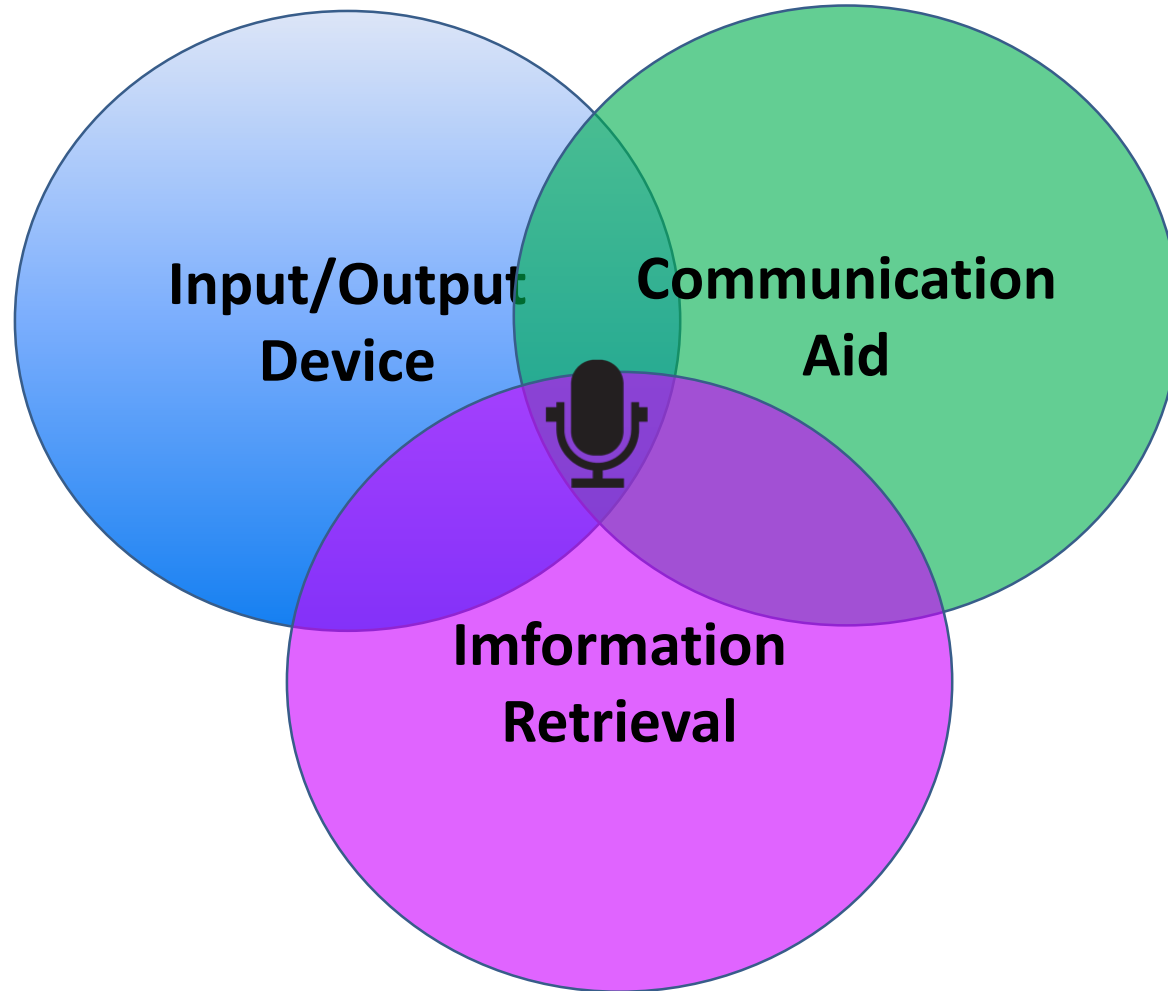 Input/Output
Device
Communication
Aid
Imformation
Retrieval